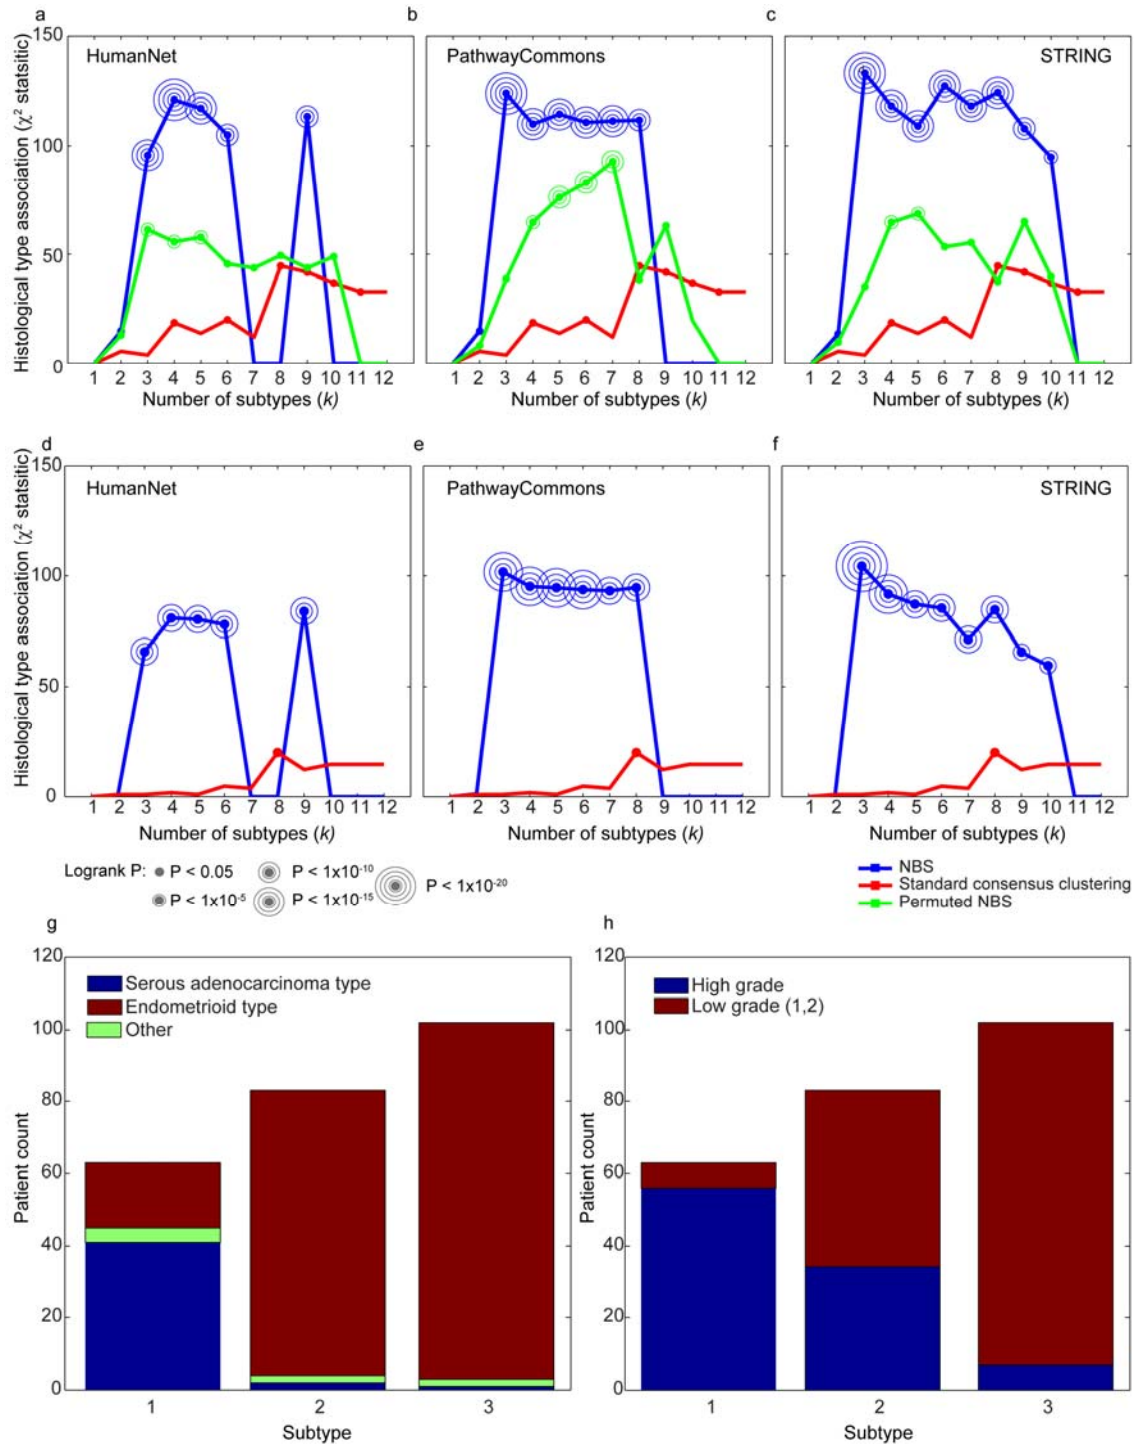 a
b
c
150
100
50
0
HumanNet
PathwayCommons
STRING
Histological type association (χ² statsitic)
1 2 3 4 5 6 7 8 9 10 11 12
1 2 3 4 5 6 7 8 9 10 11 12
1 2 3 4 5 6 7 8 9 10 11 12
Number of subtypes (k)
Number of subtypes (k)
Number of subtypes (k)
d
e
f
150
100
50
0
HumanNet
PathwayCommons
STRING
Histological type association (χ² statsitic)
1 2 3 4 5 6 7 8 9 10 11 12
1 2 3 4 5 6 7 8 9 10 11 12
1 2 3 4 5 6 7 8 9 10 11 12
Number of subtypes (k)
Number of subtypes (k)
Number of subtypes (k)
Logrank P:
P < 0.05
P < 1x10⁻⁵
P < 1x10⁻¹⁰
P < 1x10⁻¹⁵
P < 1x10⁻²⁰
NBS
Standard consensus clustering
Permuted NBS
g
120
100
80
60
40
20
0
Patient count
Serous adenocarcinoma type
Endometrioid type
Other
1 2 3
Subtype
h
120
100
80
60
40
20
0
Patient count
High grade
Low grade (1,2)
1 2 3
Subtype